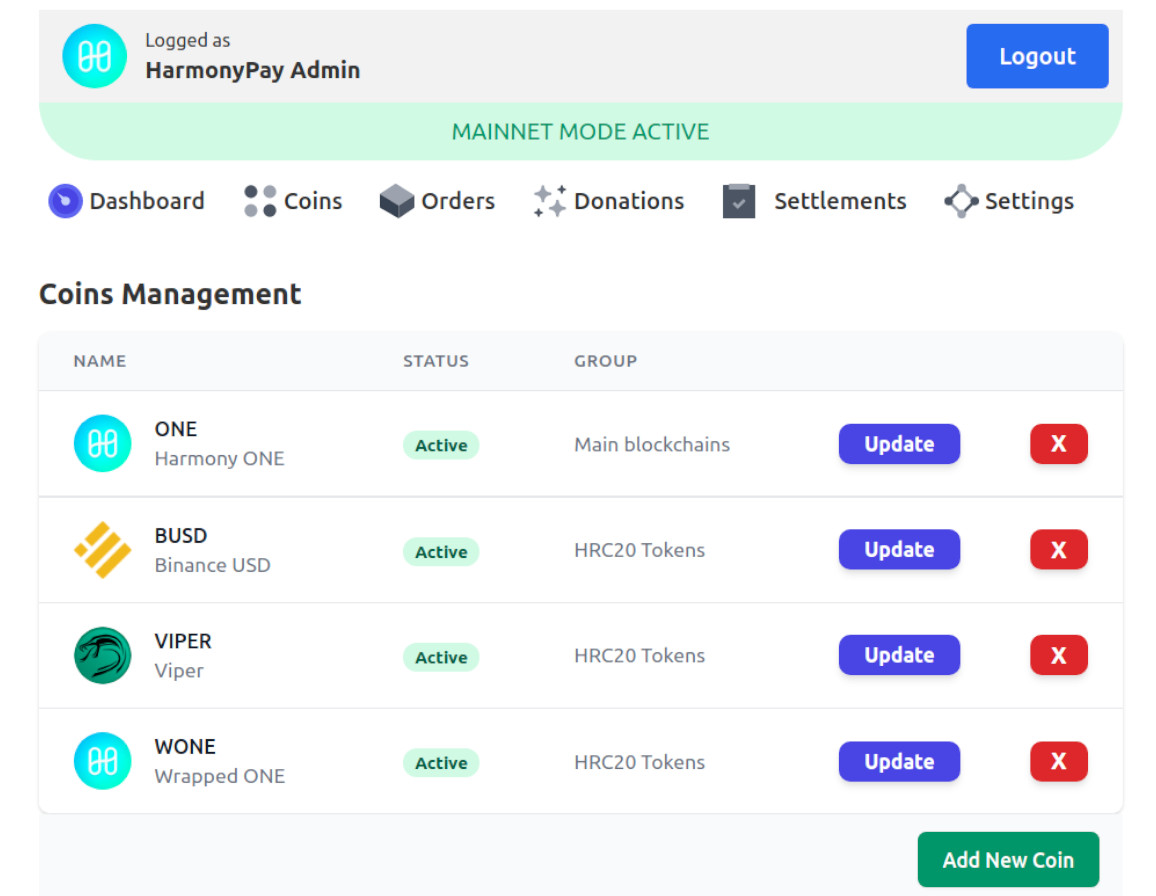 Logged as
HarmonyPay Admin
Logout
MAINNET MODE ACTIVE
Dashboard Coins Orders Donations Settlements Settings
Coins Management
NAME STATUS GROUP
ONE
Harmony ONE
Active Main blockchains Update X
BUSD
Binance USD
Active HRC20 Tokens Update X
VIPER
Viper
Active HRC20 Tokens Update X
WONE
Wrapped ONE
Active HRC20 Tokens Update X
Add New Coin